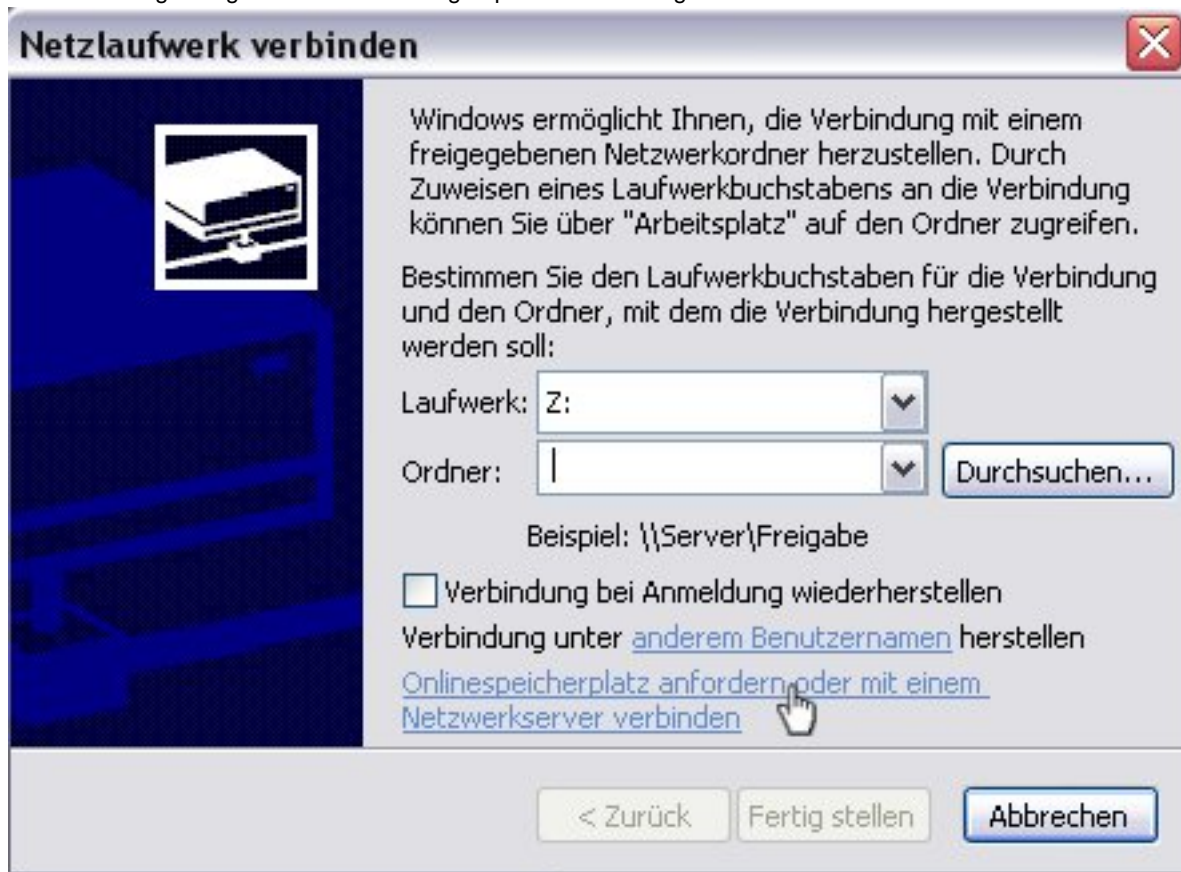 Netzlaufwerk verbinden
Windows ermöglicht Ihnen, die Verbindung mit einem
freigegebenen Netzwerkordner herzustellen. Durch
Zuweisen eines Laufwerkbuchstabens an die Verbindung
können Sie über "Arbeitsplatz" auf den Ordner zugreifen.
Bestimmen Sie den Laufwerkbuchstaben für die Verbindung
und den Ordner, mit dem die Verbindung hergestellt
werden soll:
Laufwerk: Z:
Ordner: Durchsuchen...
Beispiel: \\Server\Freigabe
Verbindung bei Anmeldung wiederherstellen
Verbindung unter anderem Benutzernamen herstellen
Onlinespeicherplatz anfordern oder mit einem
Netzwerkserver verbinden
< Zurück Fertig stellen Abbrechen